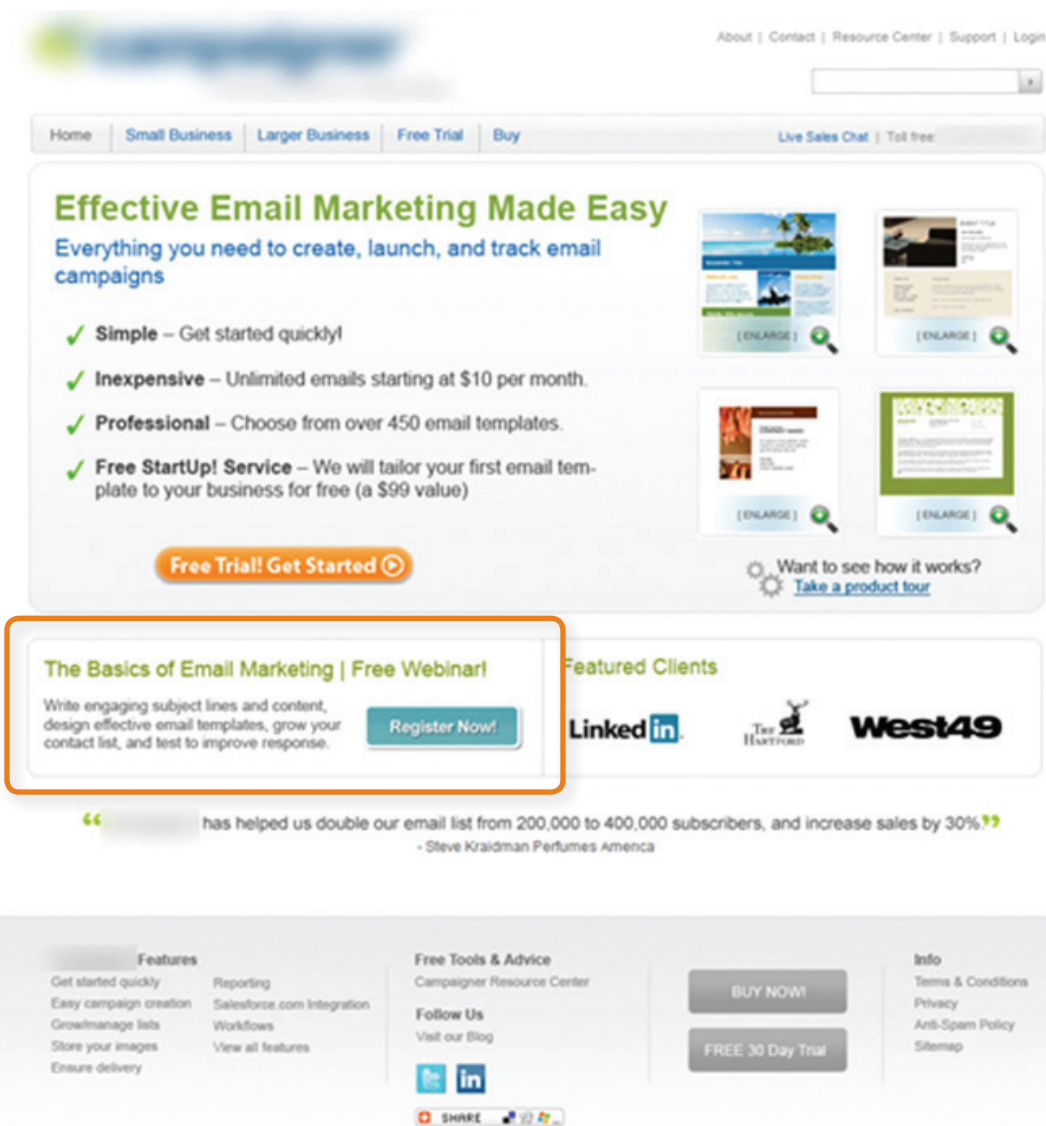 campaigner
About | Contact | Resource Center | Support | Login
Home Small Business Larger Business Free Trial Buy Live Sales Chat | Toll free:
Effective Email Marketing Made Easy
Everything you need to create, launch, and track email
campaigns
Simple – Get started quickly!
Inexpensive – Unlimited emails starting at $10 per month.
Professional – Choose from over 450 email templates.
Free StartUp! Service – We will tailor your first email tem-
plate to your business for free (a $99 value)
Free Trial! Get Started
[ENLARGE] [ENLARGE]
[ENLARGE] [ENLARGE]
Want to see how it works?
Take a product tour
The Basics of Email Marketing | Free Webinar!
Write engaging subject lines and content,
design effective email templates, grow your
contact list, and test to improve response.
Register Now!
Featured Clients
Linked in.
The
Hartford
West49
“ has helped us double our email list from 200,000 to 400,000 subscribers, and increase sales by 30%.”
- Steve Kraidman Perfumes America
Features
Get started quickly
Easy campaign creation
Grow/manage lists
Store your images
Ensure delivery
Reporting
Salesforce.com Integration
Workflows
View all features
Free Tools & Advice
Campaigner Resource Center
Follow Us
Visit our Blog
in
SHARE
BUY NOW!
FREE 30 Day Trial
Info
Terms & Conditions
Privacy
Anti-Spam Policy
Sitemap